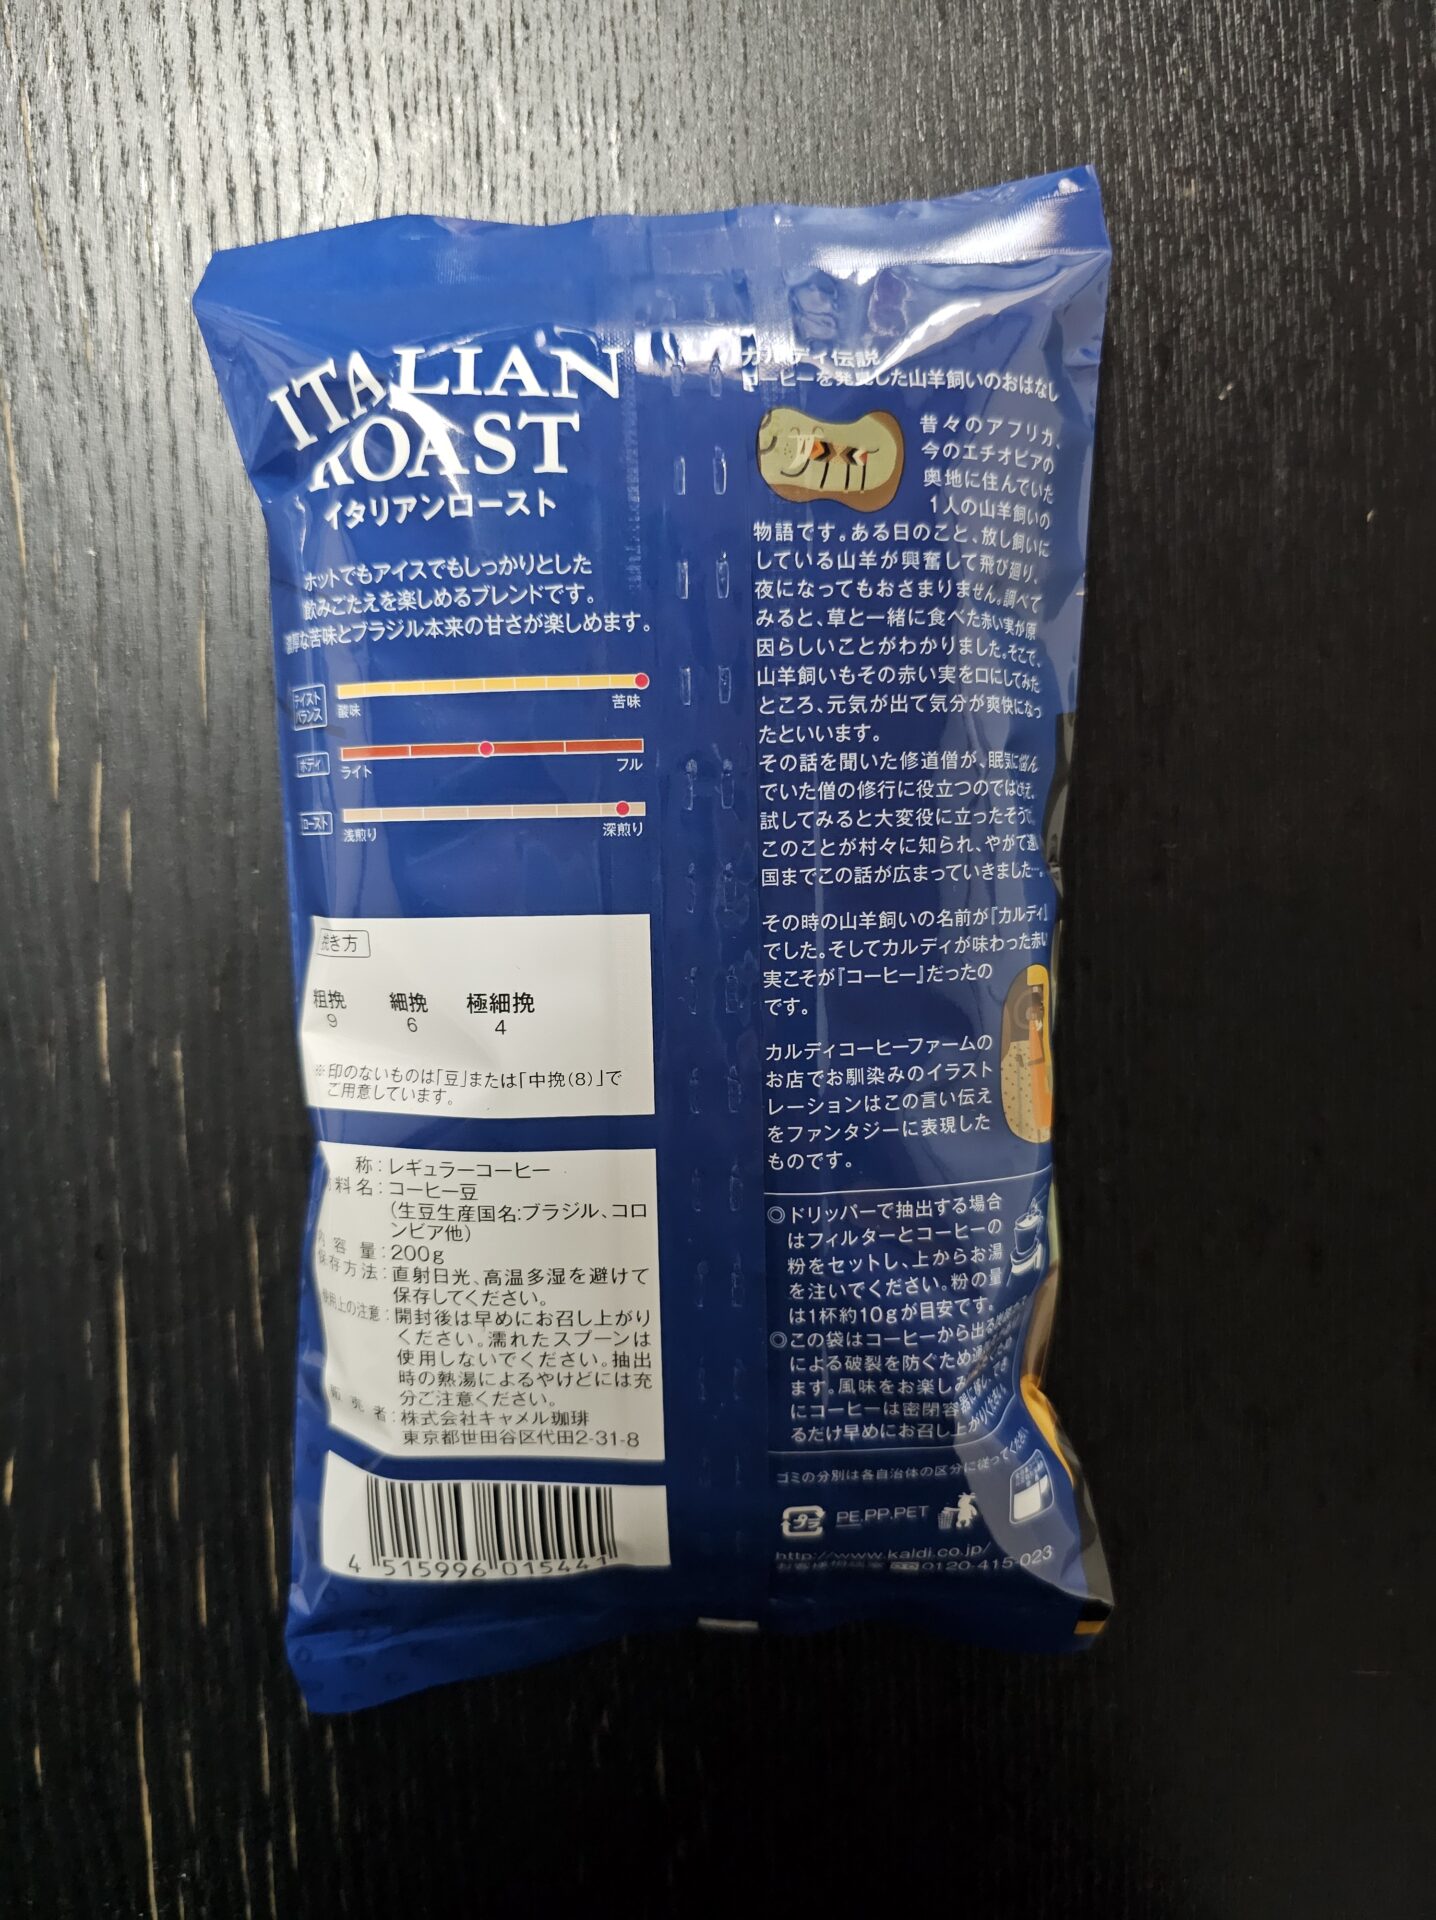 ITALIAN
ROAST
イタリアンロースト
ホットでもアイスでもしっかりとした
飲みごたえを楽しめるブレンドです。
濃厚な苦味とブラジル本来の甘さが楽しめます。
テイスト
バランス
酸味
苦味
ボディ
ライト
フル
ロースト
浅煎り
深煎り
挽き方
粗挽 細挽 極細挽
9 6 4
※印のないものは「豆」または「中挽(8)」で
ご用意しています。
称:レギュラーコーヒー
料名:コーヒー豆
(生豆生産国名:ブラジル、コロ
ンビア他)
内容量:200g
保存方法:直射日光、高温多湿を避けて
保存してください。
使用上の注意:開封後は早めにお召し上がり
ください。濡れたスプーンは
使用しないでください。抽出
時の熱湯によるやけどには充
分ご注意ください。
販売者:株式会社キャメル珈琲
東京都世田谷区代田2-31-8
4 515996 015441
カルディ伝説
コーヒーを発見した山羊飼いのおはなし
昔々のアフリカ、
今のエチオピアの
奥地に住んでいた
1人の山羊飼いの
物語です。ある日のこと、放し飼いに
している山羊が興奮して飛び廻り、
夜になってもおさまりません。調べて
みると、草と一緒に食べた赤い実が原
因らしいことがわかりました。そこで、
山羊飼いもその赤い実を口にしてみた
ところ、元気が出て気分が爽快になっ
たといいます。
その話を聞いた修道僧が、眠気に悩ん
でいた僧の修行に役立つのではと考え、
試してみると大変役に立ったそうで、
このことが村々に知られ、やがて遠い
国までこの話が広まっていきました…。
その時の山羊飼いの名前が『カルディ』
でした。そしてカルディが味わった赤い
実こそが『コーヒー』だったの
です。
カルディコーヒーファームの
お店でお馴染みのイラスト
レーションはこの言い伝え
をファンタジーに表現した
ものです。
◎ドリッパーで抽出する場合
はフィルターとコーヒーの
粉をセットし、上からお湯
を注いでください。粉の量
は1杯約10gが目安です。
◎この袋はコーヒーから出る
による破裂を防ぐため
ます。風味をお楽しみ
にコーヒーは密閉容器に移し、でき
るだけ早めにお召し上がりください。
ゴミの分別は各自治体の区分に従ってください
プラ PE.PP.PET
http://www.kaldi.co.jp/
お客様相談室 0120-415-023